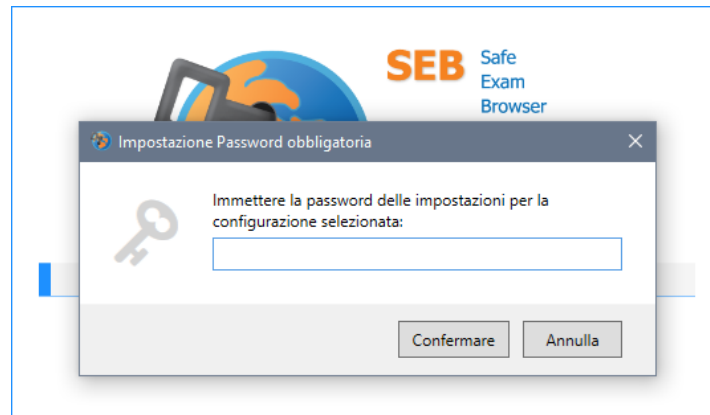 SEB Safe
Exam
Browser
Impostazione Password obbligatoria
Immettere la password delle impostazioni per la
configurazione selezionata:
Confermare Annulla